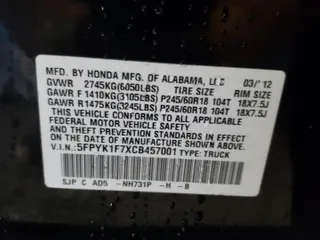 MFD. BY HONDA MFG. OF ALABAMA, LLC 03/12
GVWR 2745KG(6050LBS) TIRE SIZE RIM SIZE
GAWR F 1410KG(3105LBS) P245/60R18 104T 18X7.5J
GAWR R 1475KG(3245LBS) P245/60R18 104T 18X7.5J
THIS VEHICLE CONFORMS TO ALL APPLICABLE
FEDERAL MOTOR VEHICLE SAFETY STANDARDS IN
EFFECT ON THE DATE OF MANUFACTURE SHOWN ABOVE.
V.I.N.: 5FPYK1F7XCB457001 TYPE: TRUCK
SJP C AD5 -NH731P -H -B